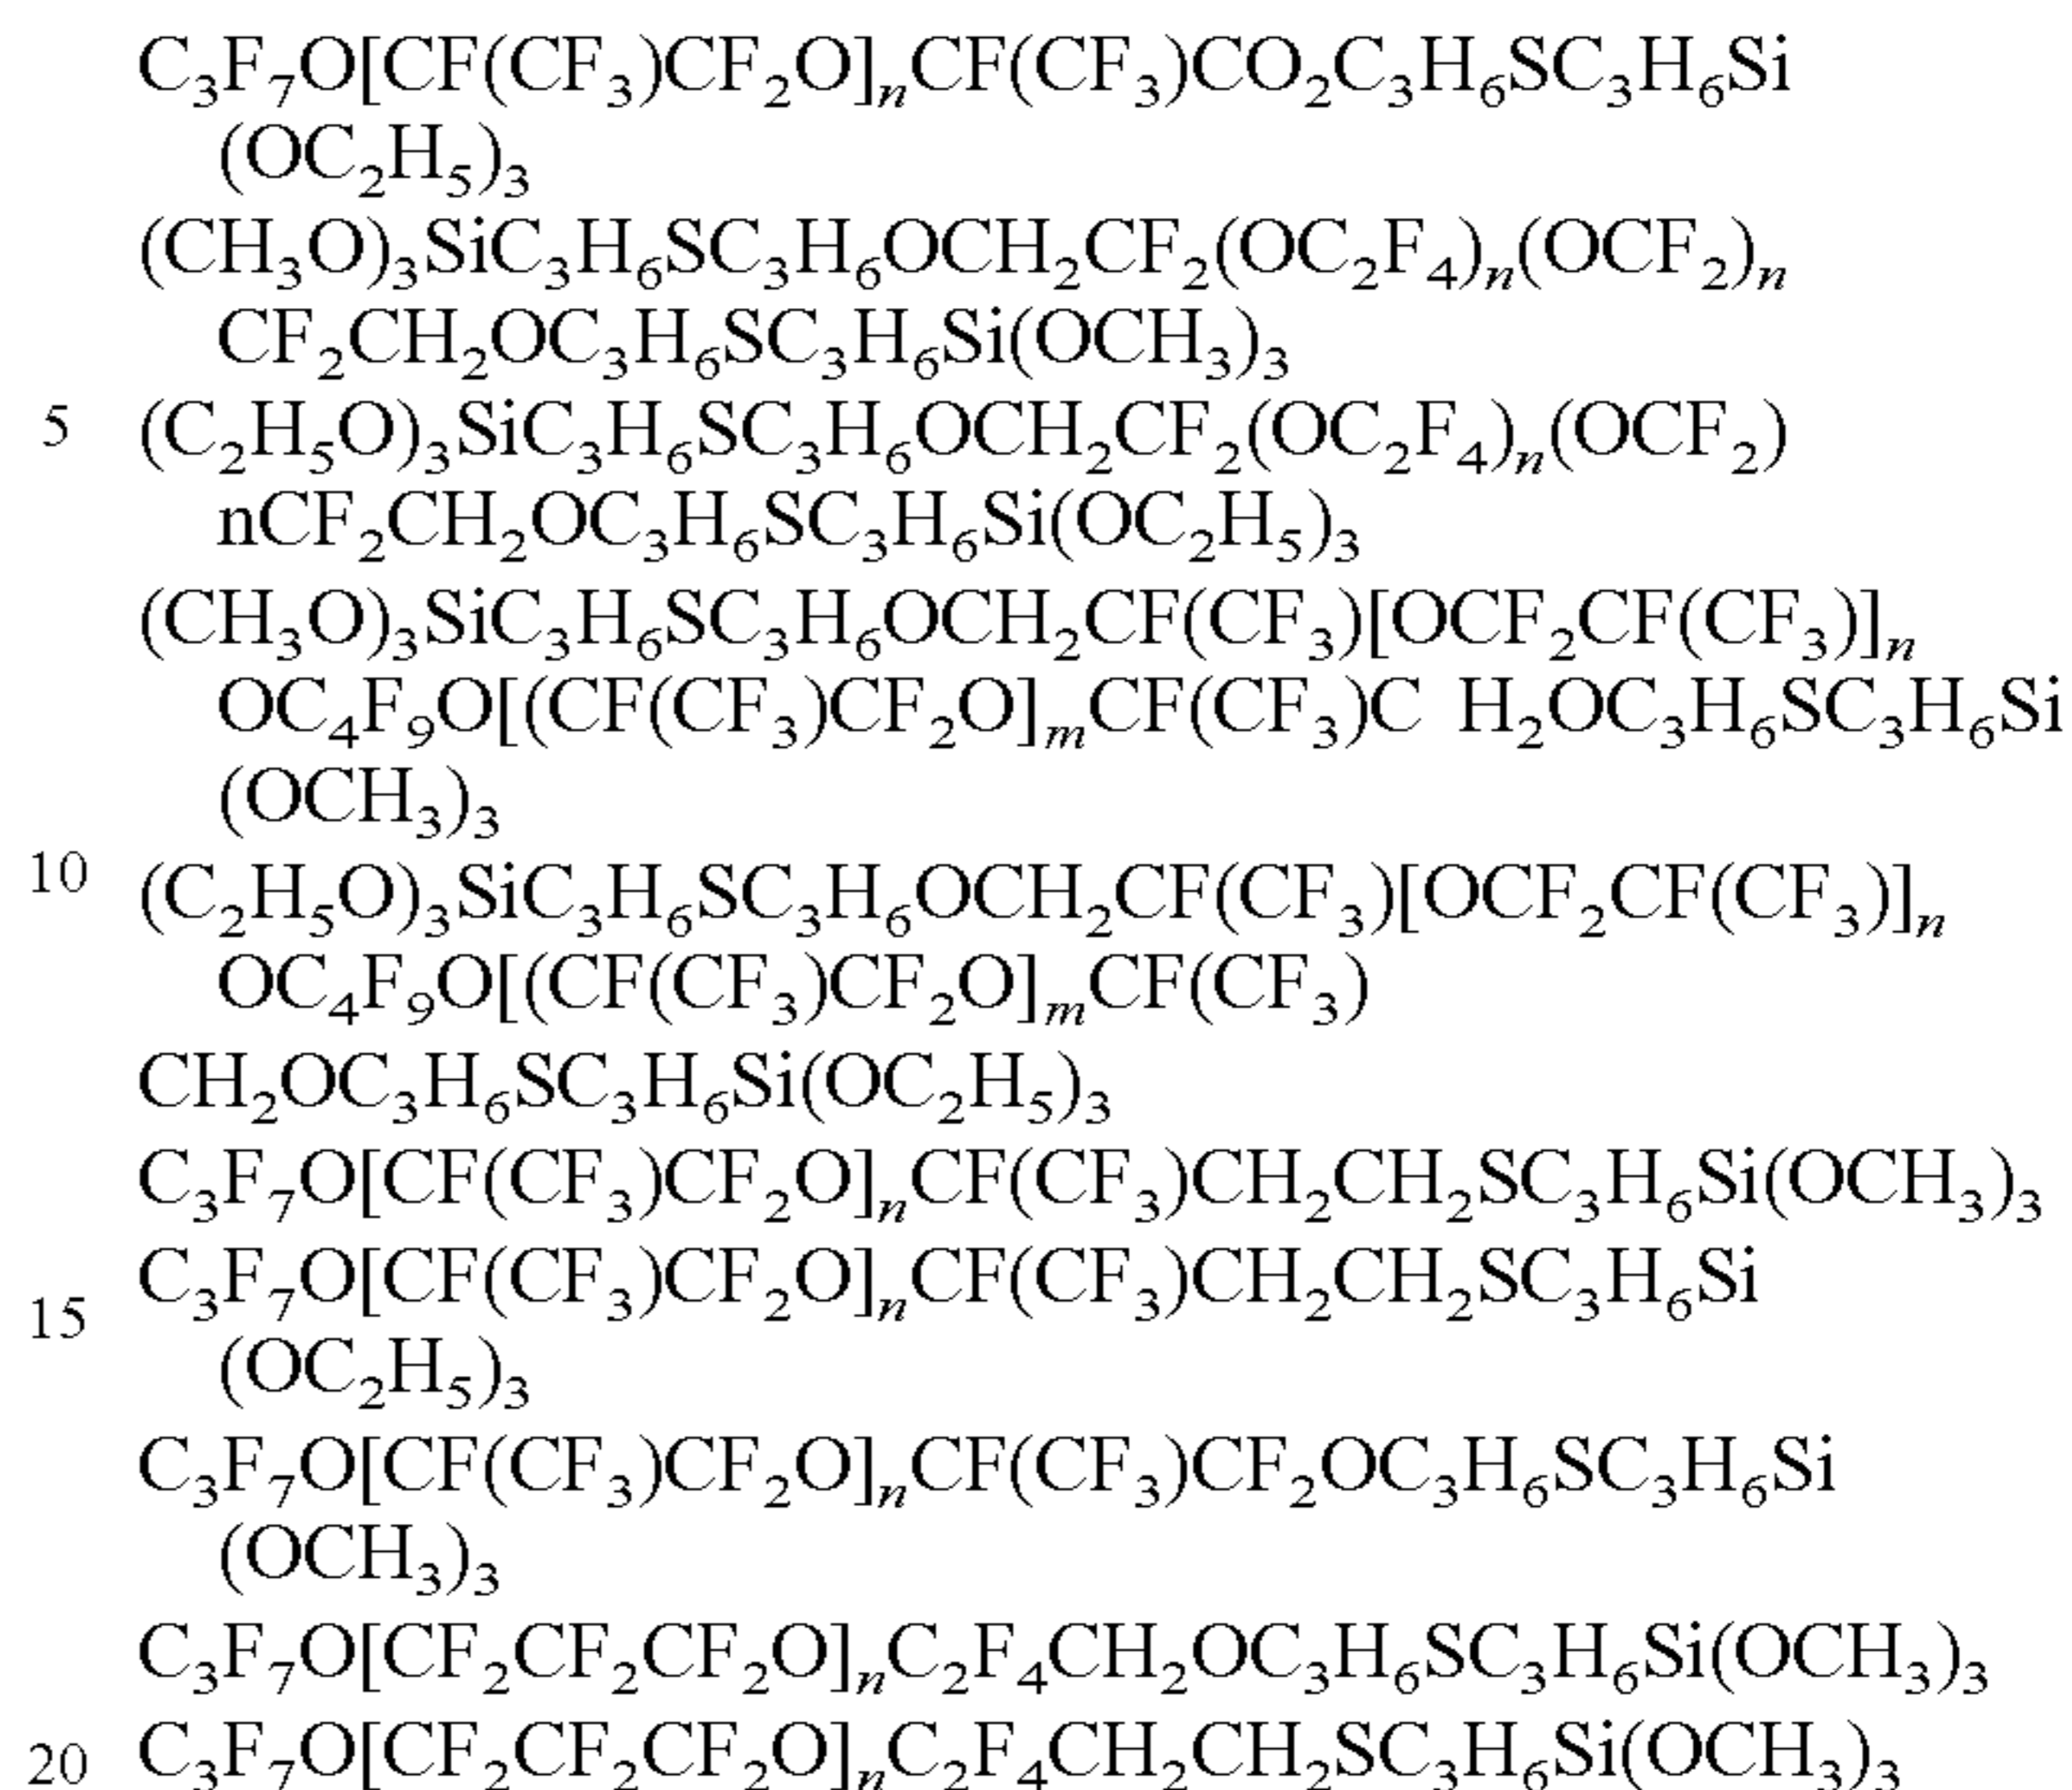 C₃F₇O[CF(CF₃)CF₂O]ₙCF(CF₃)CO₂C₃H₆SC₃H₆Si
(OC₂H₅)₃
(CH₃O)₃SiC₃H₆SC₃H₆OCH₂CF₂(OC₂F₄)ₙ(OCF₂)ₙ
CF₂CH₂OC₃H₆SC₃H₆Si(OCH₃)₃
5 (C₂H₅O)₃SiC₃H₆SC₃H₆OCH₂CF₂(OC₂F₄)ₙ(OCF₂)
nCF₂CH₂OC₃H₆SC₃H₆Si(OC₂H₅)₃
(CH₃O)₃SiC₃H₆SC₃H₆OCH₂CF(CF₃)[OCF₂CF(CF₃)]ₙ
OC₄F₉O[(CF(CF₃)CF₂O]ₘCF(CF₃)C H₂OC₃H₆SC₃H₆Si
(OCH₃)₃
10 (C₂H₅O)₃SiC₃H₆SC₃H₆OCH₂CF(CF₃)[OCF₂CF(CF₃)]ₙ
OC₄F₉O[(CF(CF₃)CF₂O]ₘCF(CF₃)
CH₂OC₃H₆SC₃H₆Si(OC₂H₅)₃
C₃F₇O[CF(CF₃)CF₂O]ₙCF(CF₃)CH₂CH₂SC₃H₆Si(OCH₃)₃
15 C₃F₇O[CF(CF₃)CF₂O]ₙCF(CF₃)CH₂CH₂SC₃H₆Si
(OC₂H₅)₃
C₃F₇O[CF(CF₃)CF₂O]ₙCF(CF₃)CF₂OC₃H₆SC₃H₆Si
(OCH₃)₃
C₃F₇O[CF₂CF₂CF₂O]ₙC₂F₄CH₂OC₃H₆SC₃H₆Si(OCH₃)₃
20 C₃F₇O[CF₂CF₂CF₂O]ₙC₂F₄CH₂CH₂SC₃H₆Si(OCH₃)₃